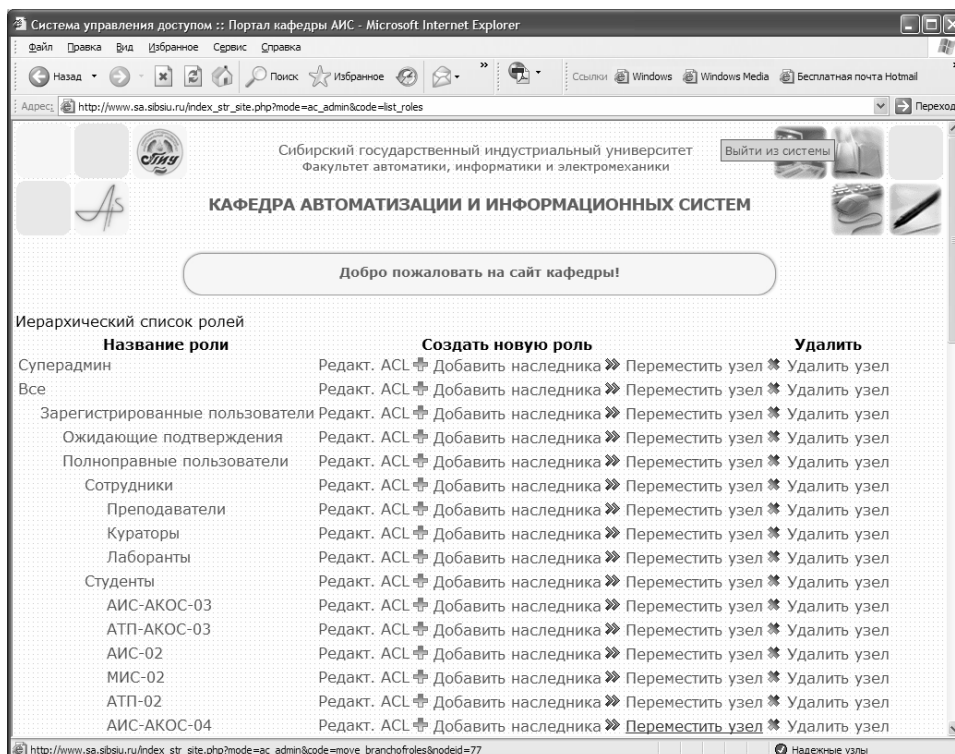 Система управления доступом :: Портал кафедры АИС - Microsoft Internet Explorer
Файл Правка Вид Избранное Сервис Справка
Назад Поиск Избранное » Ссылки Windows Windows Media Бесплатная почта Hotmail »
Адрес: http://www.sa.sibsiu.ru/index_str_site.php?mode=ac_admin&code=list_roles Переход
Сибирский государственный индустриальный университет
Выйти из системы
Факультет автоматики, информатики и электромеханики
КАФЕДРА АВТОМАТИЗАЦИИ И ИНФОРМАЦИОННЫХ СИСТЕМ
Добро пожаловать на сайт кафедры!
Иерархический список ролей
Название роли Создать новую роль Удалить
Суперадмин Редакт. ACL Добавить наследника Переместить узел Удалить узел
Все Редакт. ACL Добавить наследника Переместить узел Удалить узел
Зарегистрированные пользователи Редакт. ACL Добавить наследника Переместить узел Удалить узел
Ожидающие подтверждения Редакт. ACL Добавить наследника Переместить узел Удалить узел
Полноправные пользователи Редакт. ACL Добавить наследника Переместить узел Удалить узел
Сотрудники Редакт. ACL Добавить наследника Переместить узел Удалить узел
Преподаватели Редакт. ACL Добавить наследника Переместить узел Удалить узел
Кураторы Редакт. ACL Добавить наследника Переместить узел Удалить узел
Лаборанты Редакт. ACL Добавить наследника Переместить узел Удалить узел
Студенты Редакт. ACL Добавить наследника Переместить узел Удалить узел
АИС-АКОС-03 Редакт. ACL Добавить наследника Переместить узел Удалить узел
АТП-АКОС-03 Редакт. ACL Добавить наследника Переместить узел Удалить узел
АИС-02 Редакт. ACL Добавить наследника Переместить узел Удалить узел
МИС-02 Редакт. ACL Добавить наследника Переместить узел Удалить узел
АТП-02 Редакт. ACL Добавить наследника Переместить узел Удалить узел
АИС-АКОС-04 Редакт. ACL Добавить наследника Переместить узел Удалить узел
http://www.sa.sibsiu.ru/index_str_site.php?mode=ac_admin&code=move_branchofroles&nodeid=77 Надежные узлы